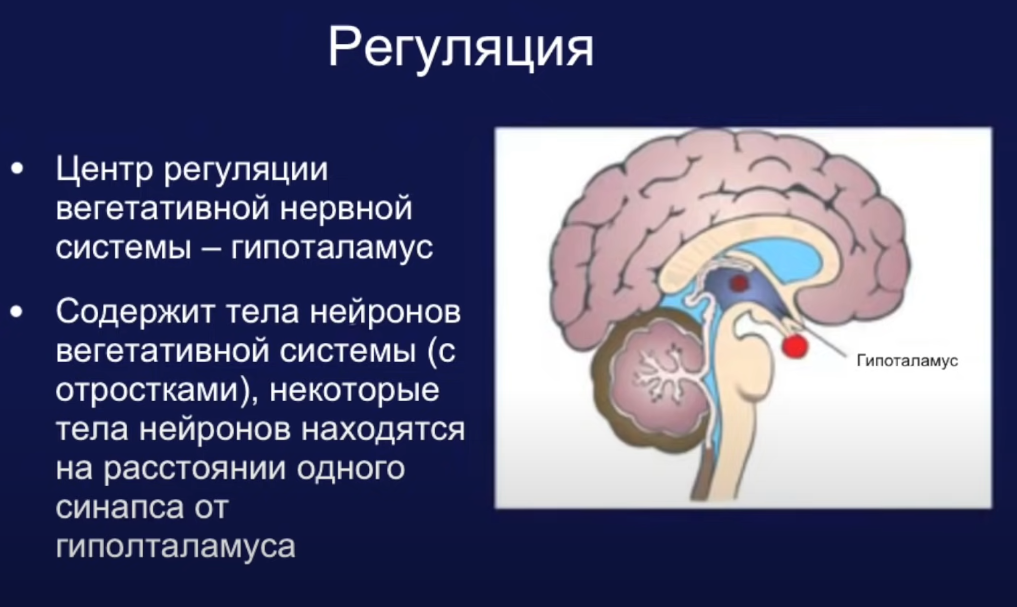 Регуляция
• Центр регуляции
вегетативной нервной
системы – гипоталамус
• Содержит тела нейронов
вегетативной системы (с
отростками), некоторые
тела нейронов находятся
на расстоянии одного
синапса от
гиполталамуса
Гипоталамус